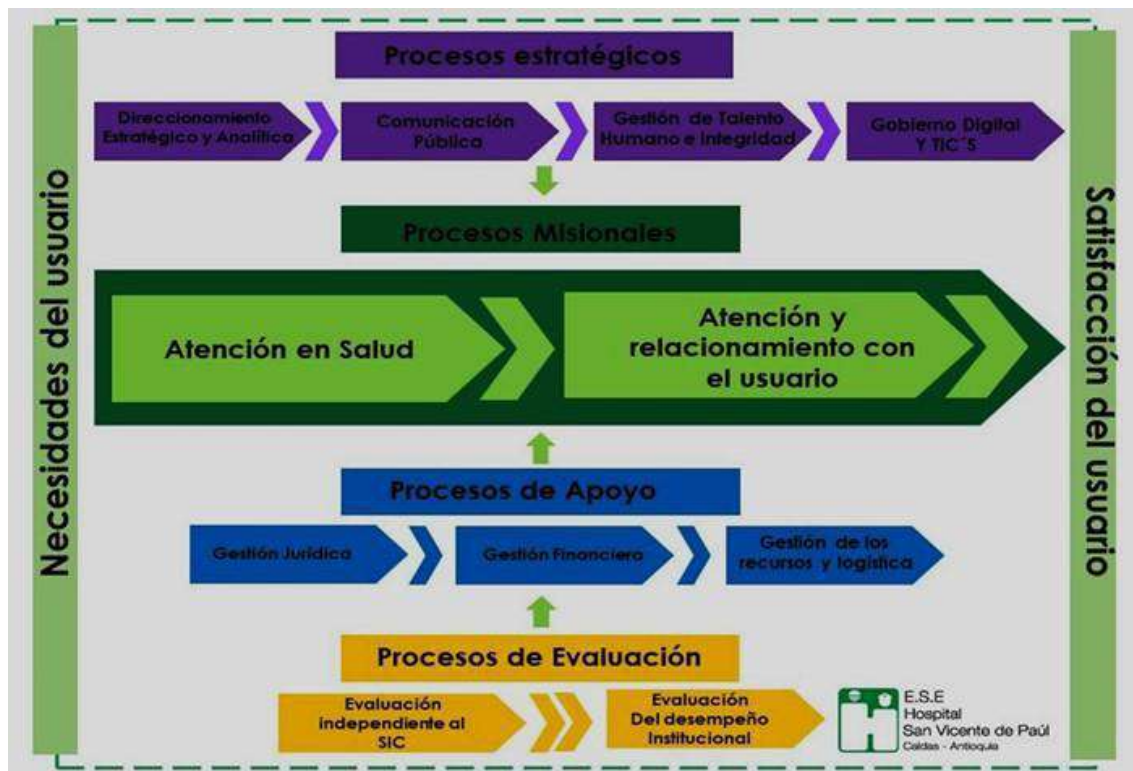 Necesidades del usuario
Procesos estratégicos
Direccionamiento
Estratégico y Analítico
Comunicación
Pública
Gestión de Talento
Humano e Integridad
Gobierno Digital
Y TIC´S
Procesos Misionales
Atención en Salud
Atención y
relacionamiento con
el usuario
Procesos de Apoyo
Gestión Jurídica
Gestión Financiero
Gestión de los
recursos y logística
Procesos de Evaluación
Evaluación
independiente al
SIC
Evaluación
Del desempeño
Institucional
E.S.E
Hospital
San Vicente de Paúl
Caldas - Antioquia
Satisfacción del usuario